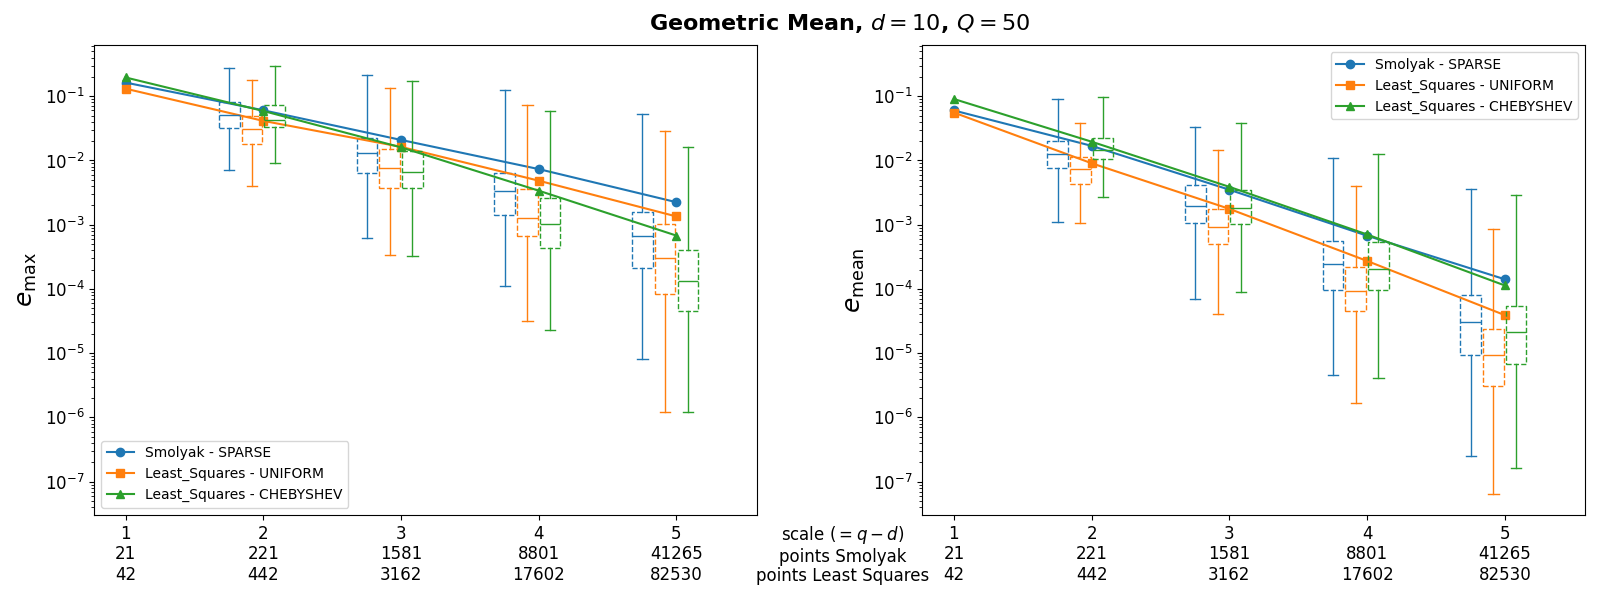 Geometric Mean, d = 10, Q = 50
e_max
10^-1
10^-2
10^-3
10^-4
10^-5
10^-6
10^-7
Smolyak - SPARSE
Least_Squares - UNIFORM
Least_Squares - CHEBYSHEV
1 2 3 4 5
21 221 1581 8801 41265
42 442 3162 17602 82530
scale (= q − d)
points Smolyak
points Least Squares
e_mean
10^-1
10^-2
10^-3
10^-4
10^-5
10^-6
10^-7
Smolyak - SPARSE
Least_Squares - UNIFORM
Least_Squares - CHEBYSHEV
1 2 3 4 5
21 221 1581 8801 41265
42 442 3162 17602 82530